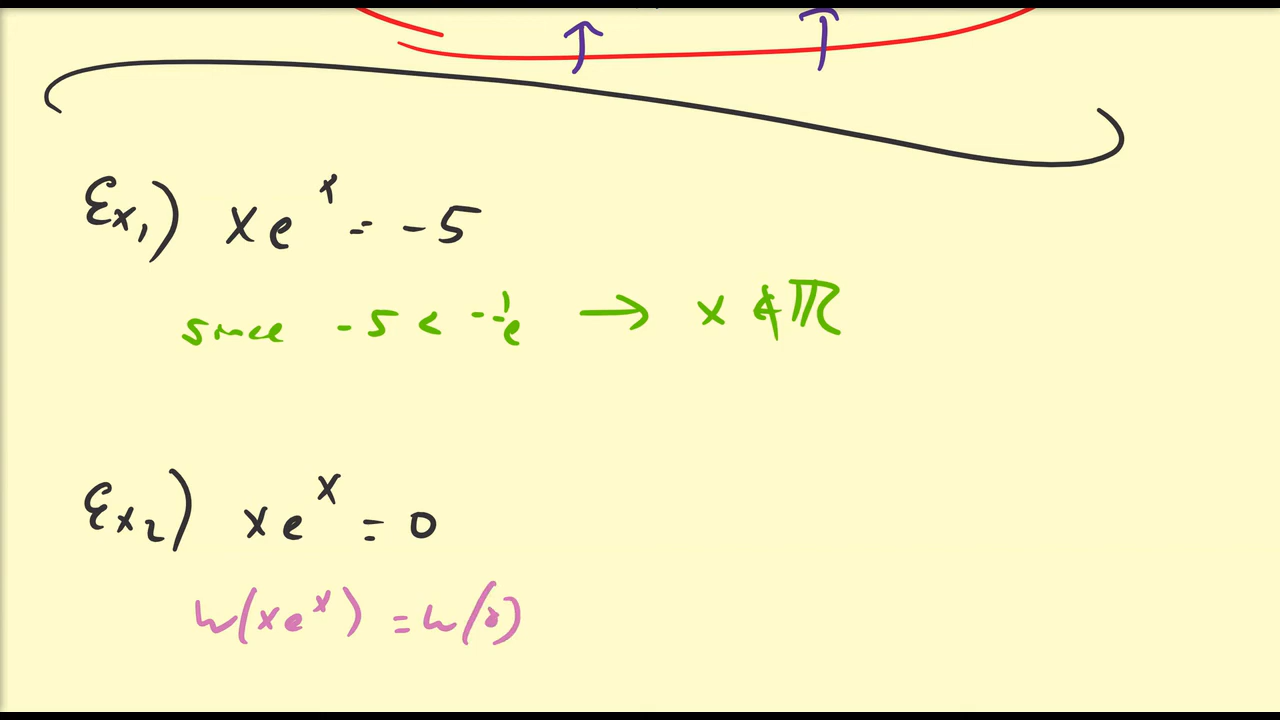 Ex1) xe^x = -5
since -5 < -1/e → x ∉ ℝ
Ex2) xe^x = 0
W(xe^x) = W(0)